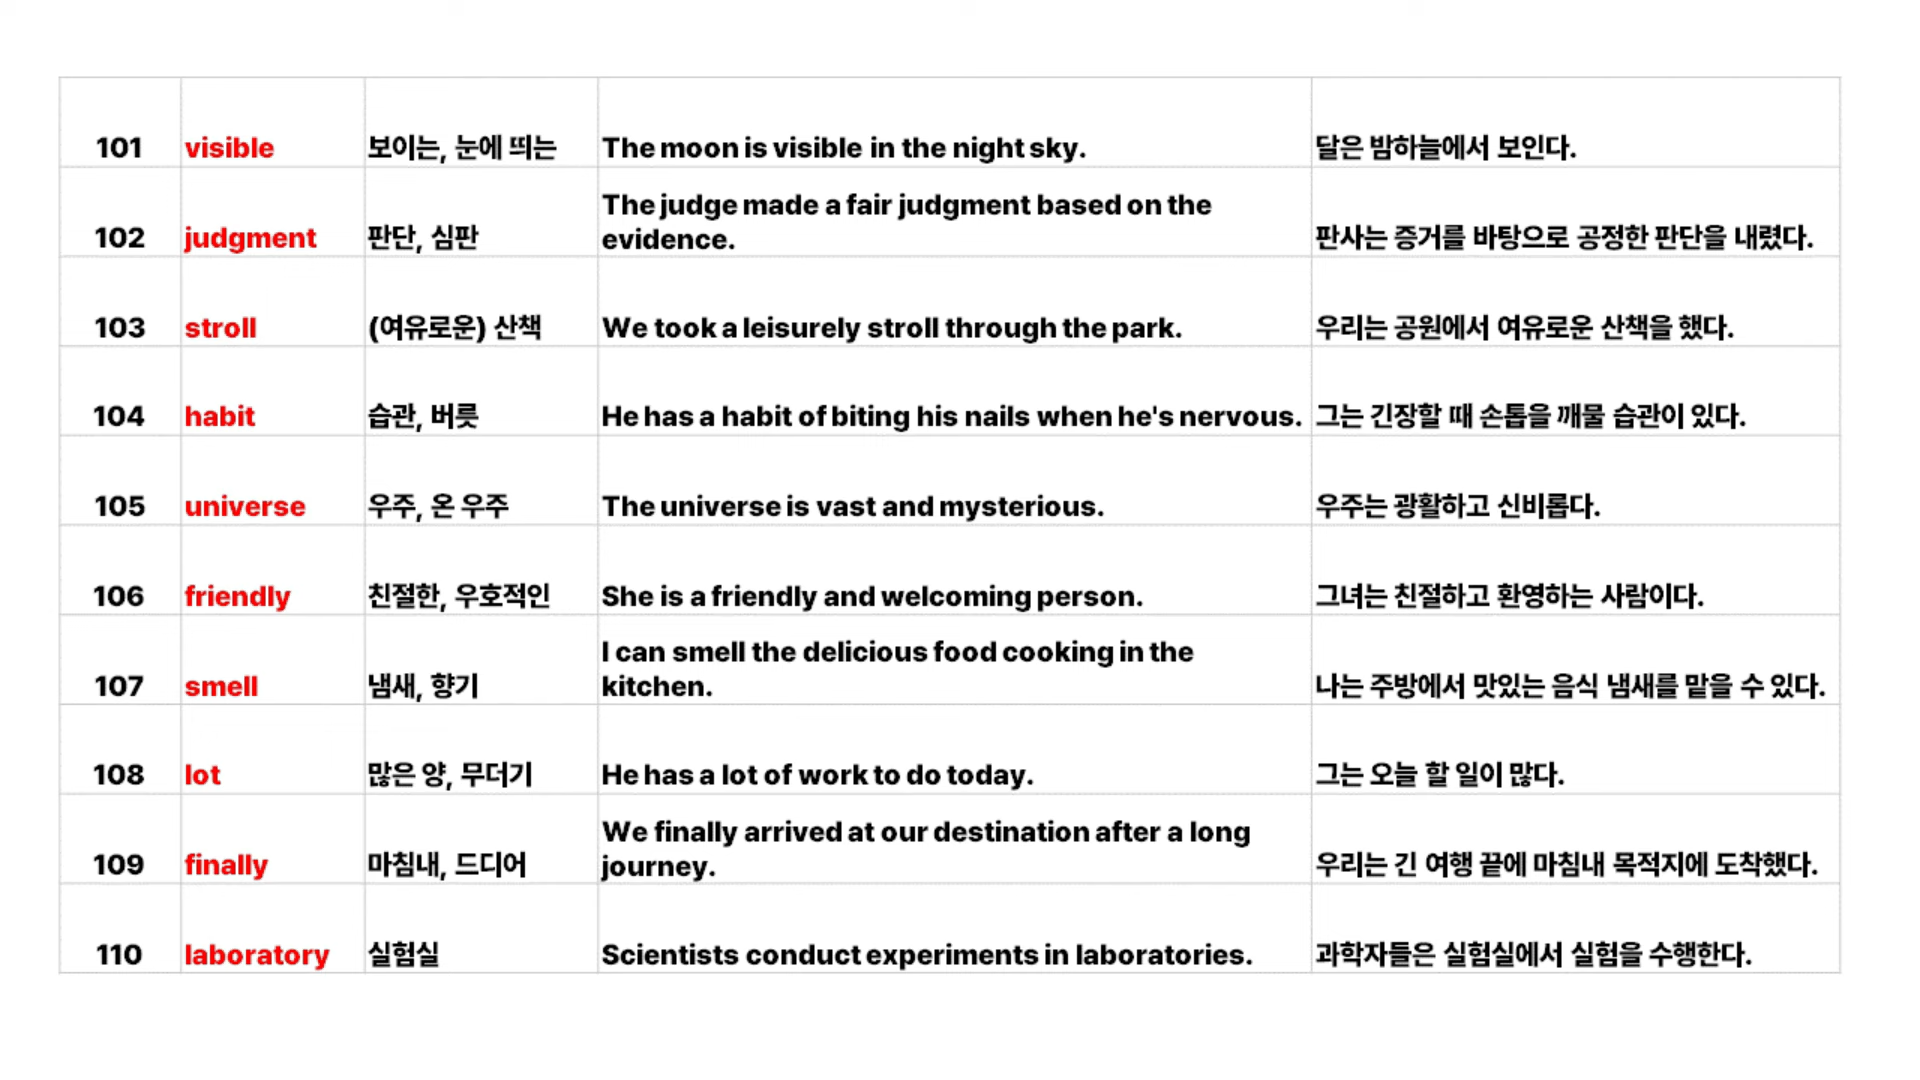 101 visible 보이는, 눈에 띄는 The moon is visible in the night sky. 달은 밤하늘에서 보인다.
102 judgment 판단, 심판 The judge made a fair judgment based on the
evidence. 판사는 증거를 바탕으로 공정한 판단을 내렸다.
103 stroll (여유로운) 산책 We took a leisurely stroll through the park. 우리는 공원에서 여유로운 산책을 했다.
104 habit 습관, 버릇 He has a habit of biting his nails when he's nervous. 그는 긴장할 때 손톱을 깨물 습관이 있다.
105 universe 우주, 온 우주 The universe is vast and mysterious. 우주는 광활하고 신비롭다.
106 friendly 친절한, 우호적인 She is a friendly and welcoming person. 그녀는 친절하고 환영하는 사람이다.
107 smell 냄새, 향기 I can smell the delicious food cooking in the
kitchen. 나는 주방에서 맛있는 음식 냄새를 맡을 수 있다.
108 lot 많은 양, 무더기 He has a lot of work to do today. 그는 오늘 할 일이 많다.
109 finally 마침내, 드디어 We finally arrived at our destination after a long
journey. 우리는 긴 여행 끝에 마침내 목적지에 도착했다.
110 laboratory 실험실 Scientists conduct experiments in laboratories. 과학자들은 실험실에서 실험을 수행한다.